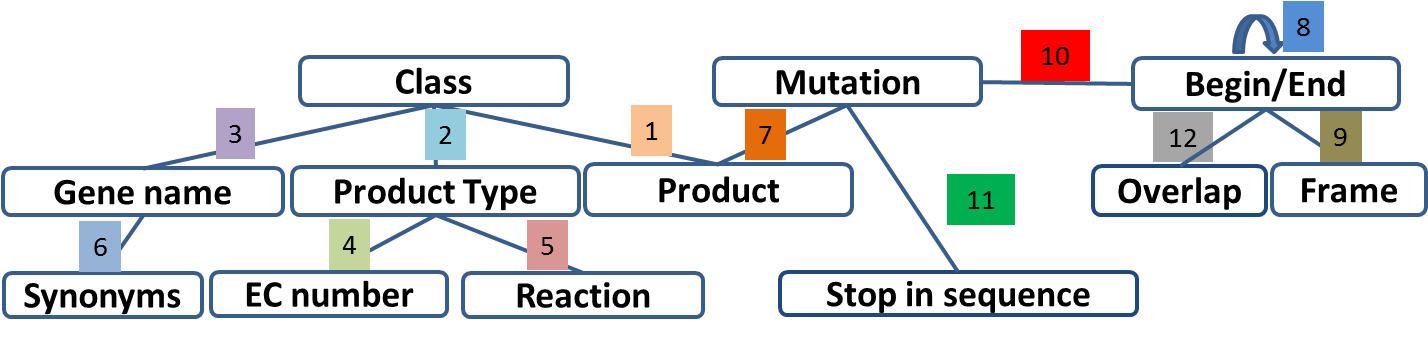 8
10
Class
Mutation
Begin/End
3
2
1
7
12
9
Gene name
Product Type
Product
Overlap
Frame
11
6
4
5
Synonyms
EC number
Reaction
Stop in sequence